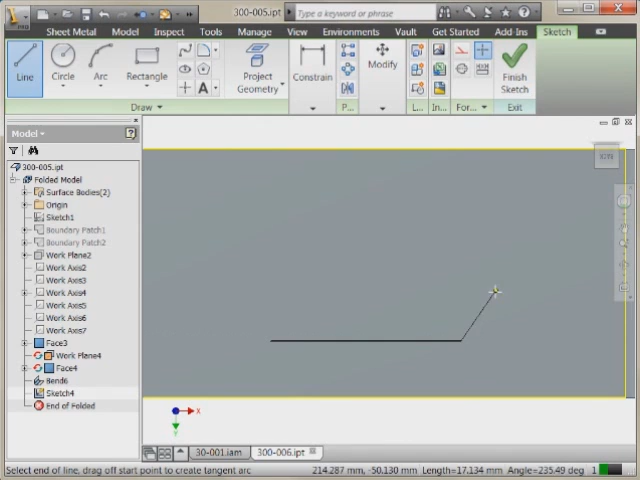 PRO
300-005.ipt
Type a keyword or phrase
Sheet Metal
Model
Inspect
Tools
Manage
View
Environments
Vault
Get Started
Add-Ins
Sketch
Line
Circle
Arc
Rectangle
Project
Geometry
Constrain
Modify
Finish
Sketch
Draw
P...
L...
In...
For...
Exit
Model
300-005.ipt
Folded Model
Surface Bodies(2)
Origin
Sketch1
Boundary Patch1
Boundary Patch2
Work Plane2
Work Axis2
Work Axis3
Work Axis4
Work Axis5
Work Axis6
Work Axis7
Face3
Work Plane4
Face4
Bend6
Sketch4
End of Folded
X
Y
30-001.iam
300-006.ipt
Select end of line, drag off start point to create tangent arc
214.287 mm, -50.130 mm
Length=17.134 mm
Angle=235.49 deg
1